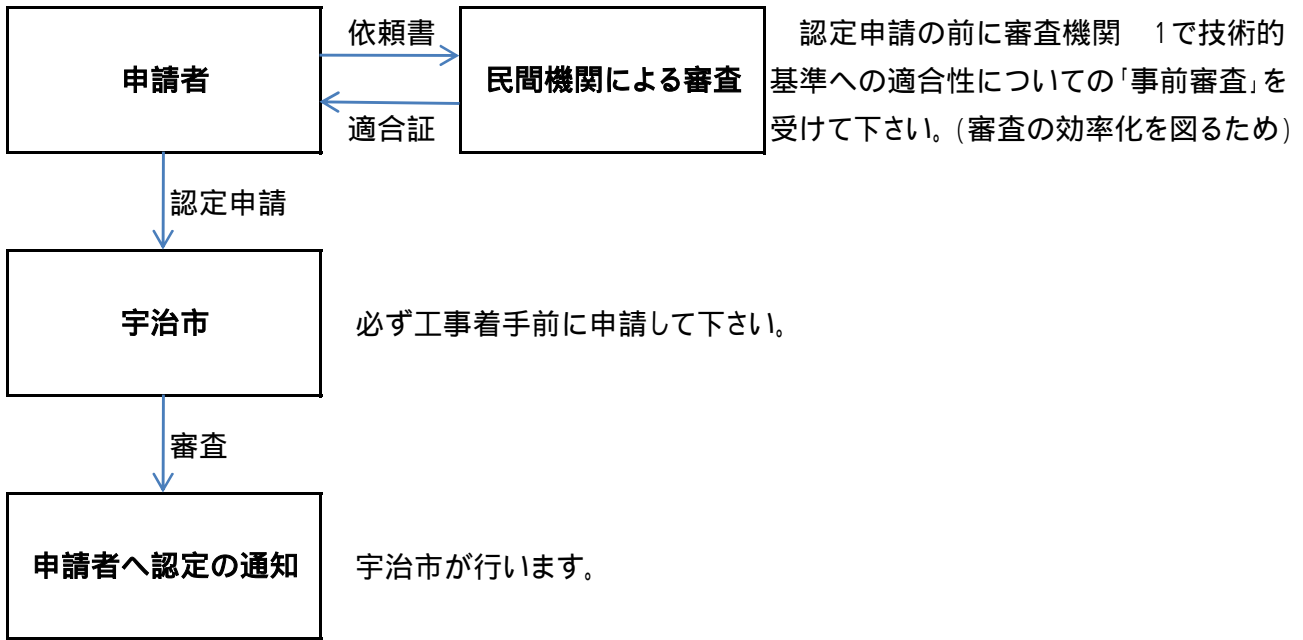 依頼書
認定申請の前に審査機関 1で技術的
申請者
民間機関による審査
基準への適合性についての「事前審査」を
適合証
受けて下さい。(審査の効率化を図るため)
認定申請
宇治市
必ず工事着手前に申請して下さい。
審査
申請者へ認定の通知
宇治市が行います。